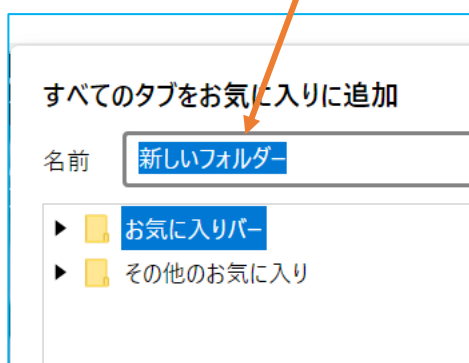 すべてのタブをお気に入りに追加
名前 新しいフォルダー
お気に入りバー
その他のお気に入り